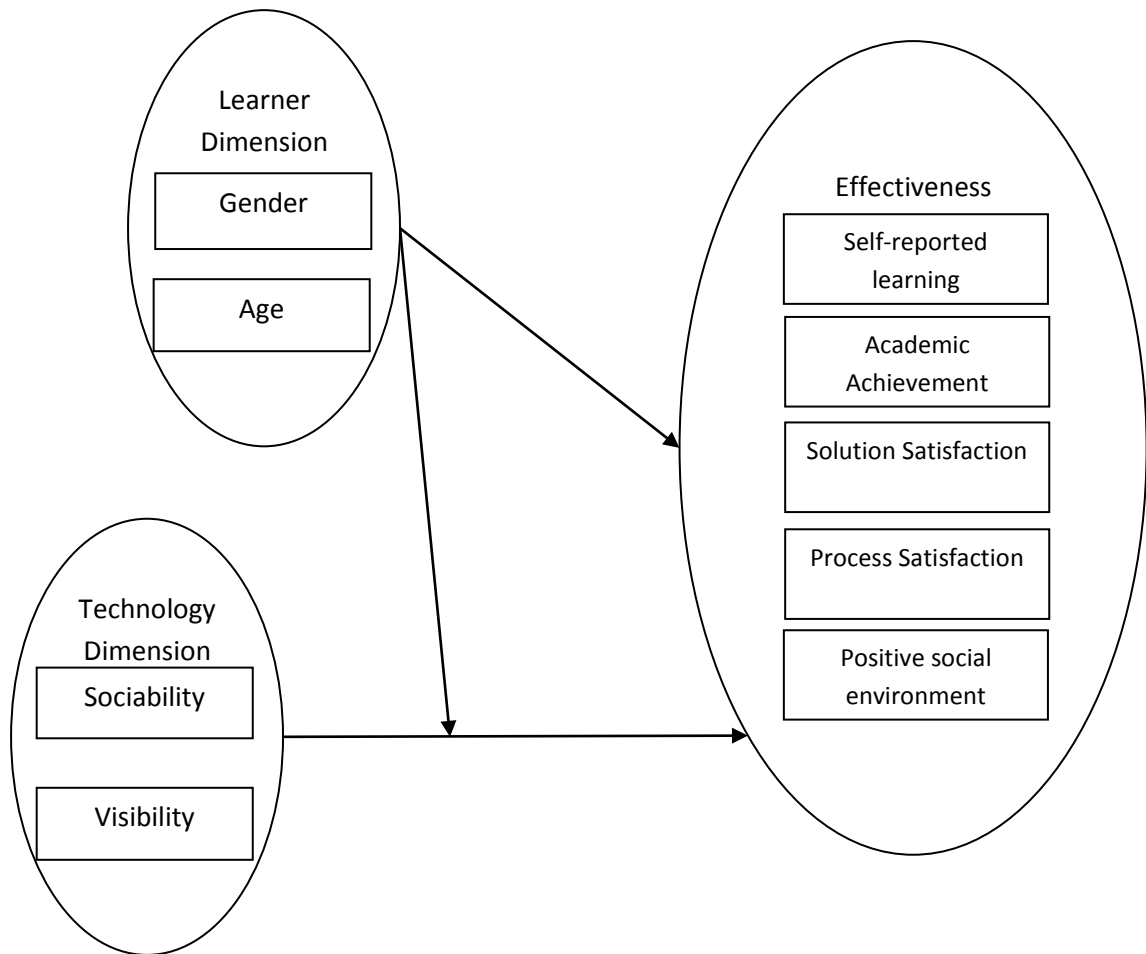 Learner
Dimension
Gender
Age
Effectiveness
Self-reported
learning
Academic
Achievement
Solution Satisfaction
Process Satisfaction
Positive social
environment
Technology
Dimension
Sociability
Visibility